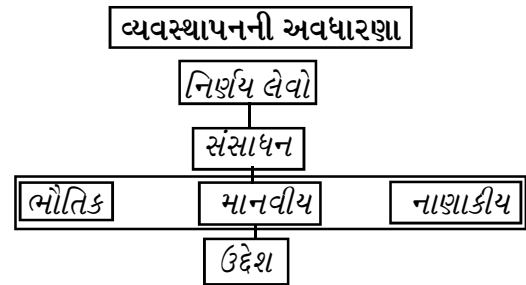 વ્યવસ્થાપનની અવધારણા
નિર્ણય લેવો
સંસાધન
ભૌતિક માનવીય નાણાકીય
ઉદ્દેશ